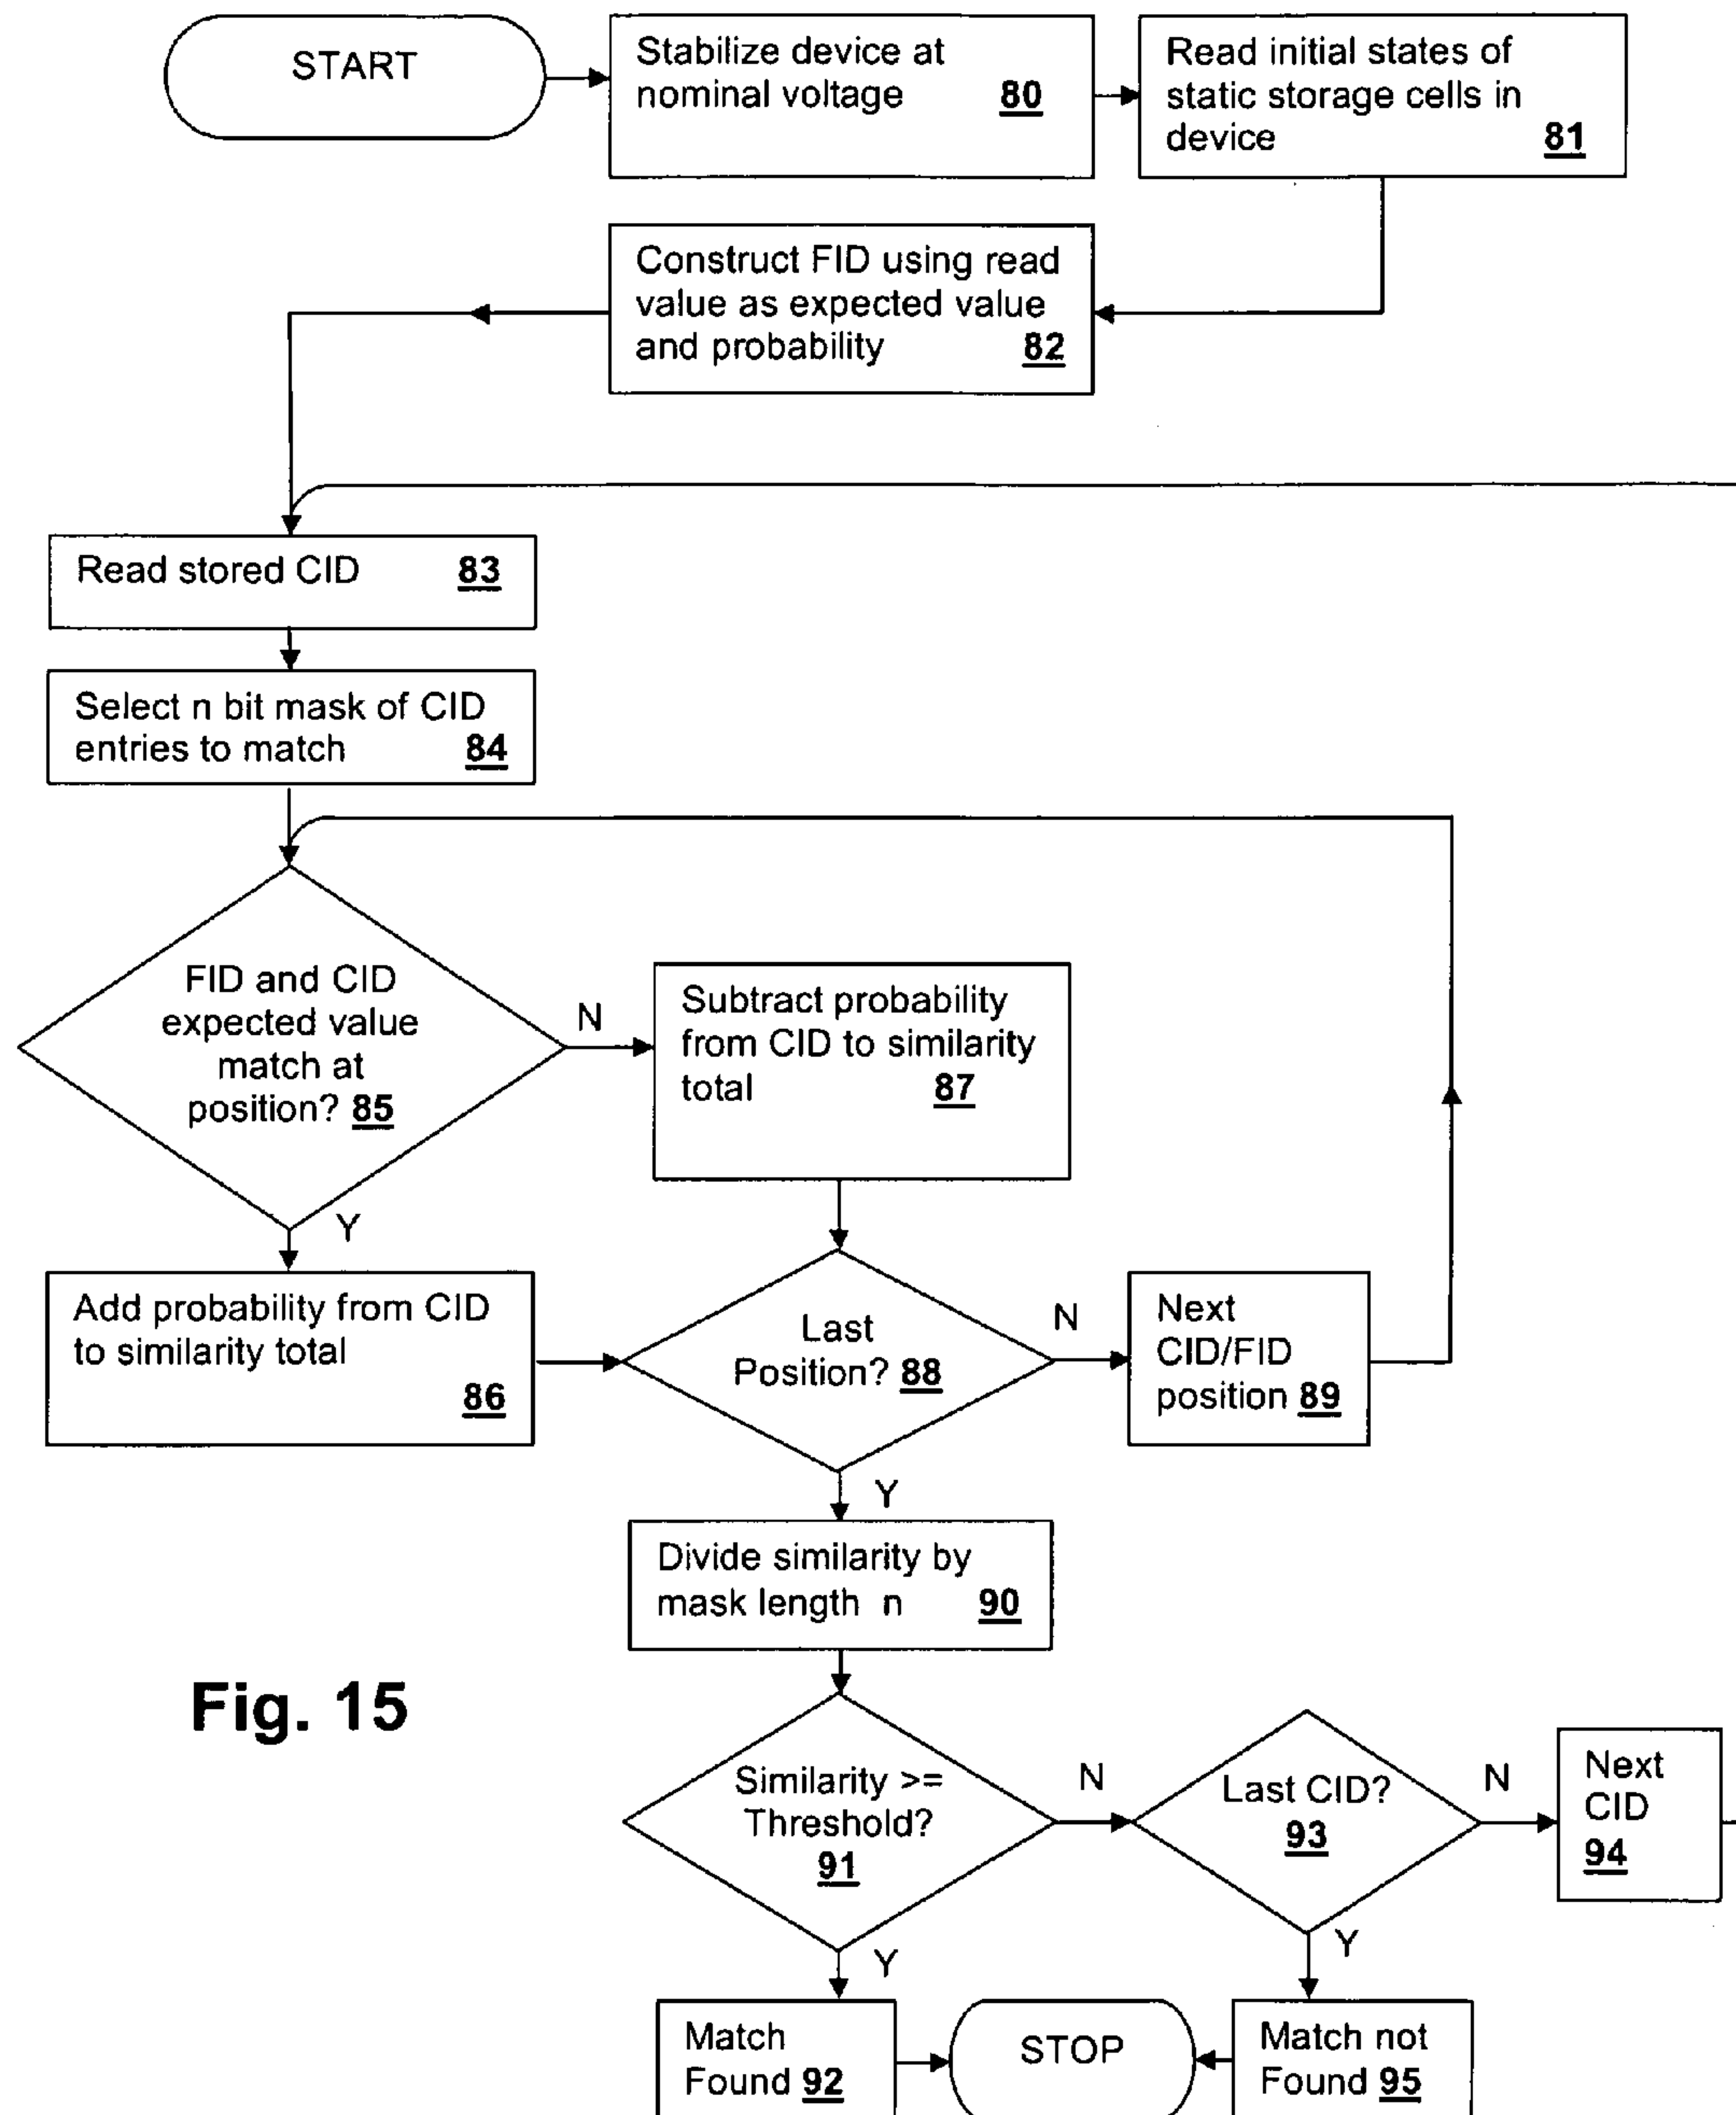 START
Stabilize device at
nominal voltage 80
Read initial states of
static storage cells in
device 81
Construct FID using read
value as expected value
and probability 82
Read stored CID 83
Select n bit mask of CID
entries to match 84
FID and CID
expected value
match at
position? 85
N
Subtract probability
from CID to similarity
total 87
Y
Add probability from CID
to similarity total
86
Last
Position? 88
N
Next
CID/FID
position 89
Y
Divide similarity by
mask length n 90
Fig. 15
Similarity >=
Threshold?
91
N
Last CID?
93
N
Next
CID
94
Y
Y
Match
Found 92
STOP
Match not
Found 95